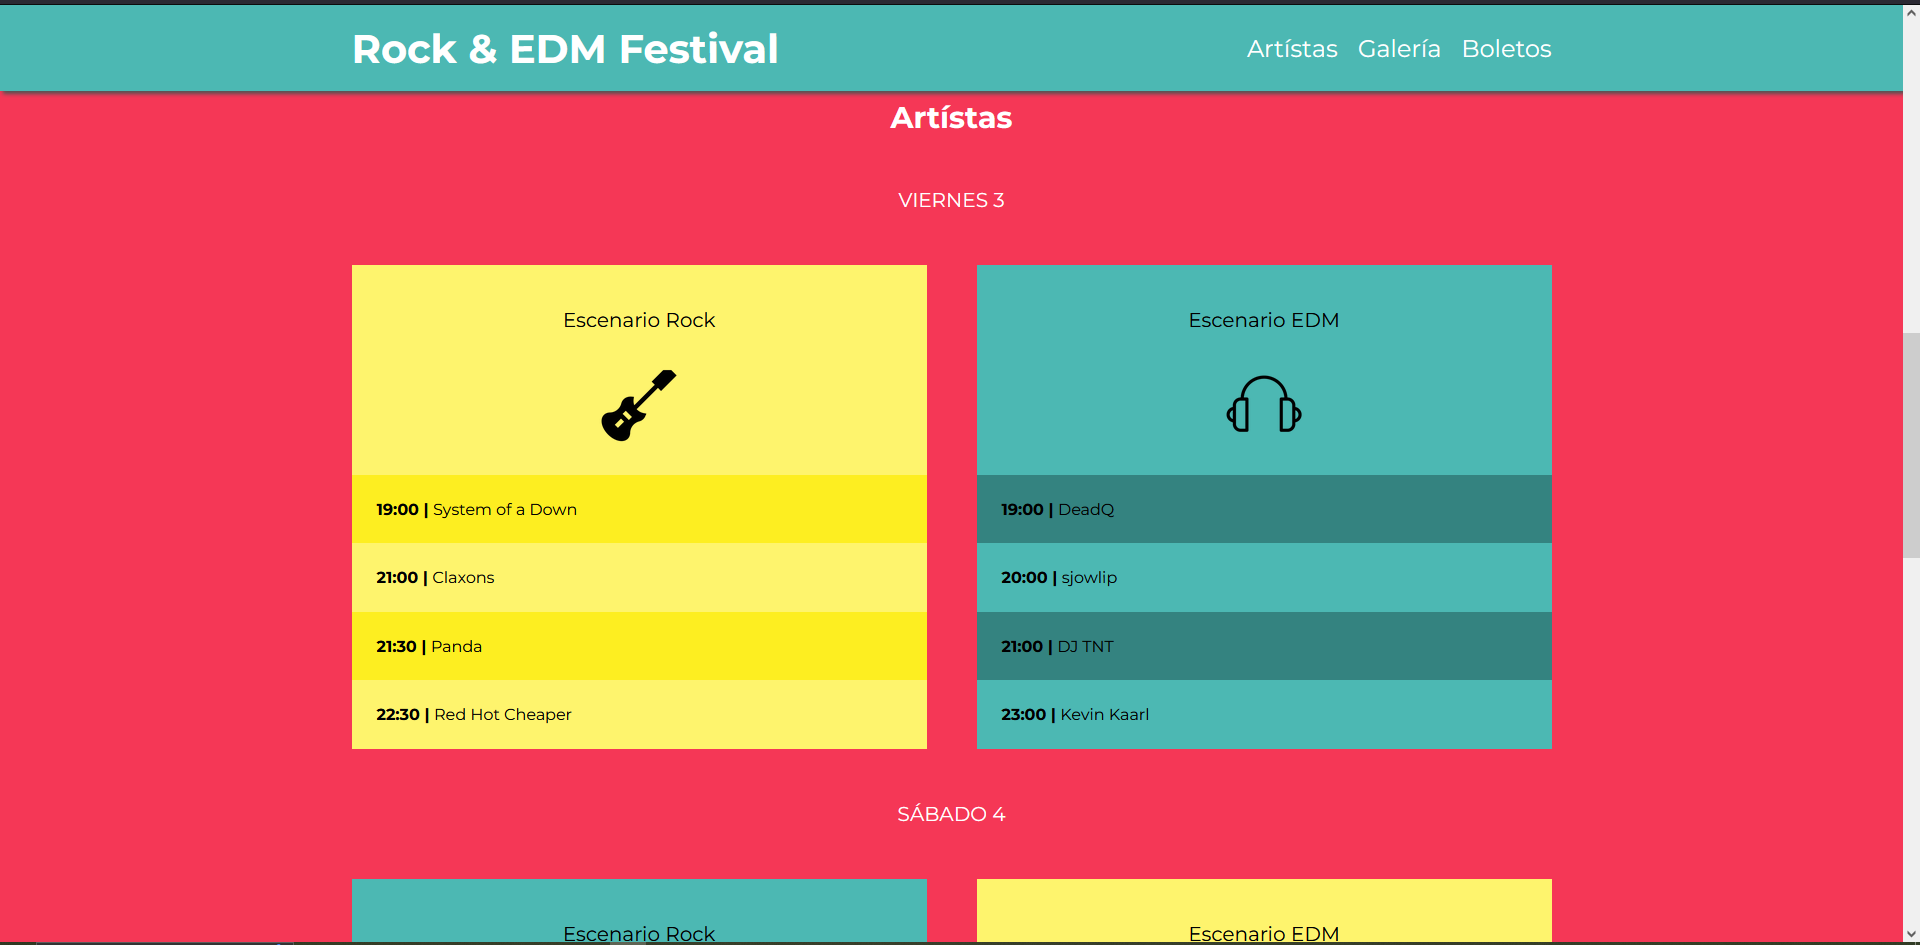 Rock & EDM Festival
Artístas Galería Boletos
Artístas
VIERNES 3
Escenario Rock
19:00 | System of a Down
21:00 | Claxons
21:30 | Panda
22:30 | Red Hot Cheaper
Escenario EDM
19:00 | DeadQ
20:00 | sjowlip
21:00 | DJ TNT
23:00 | Kevin Kaarl
SÁBADO 4
Escenario Rock
Escenario EDM